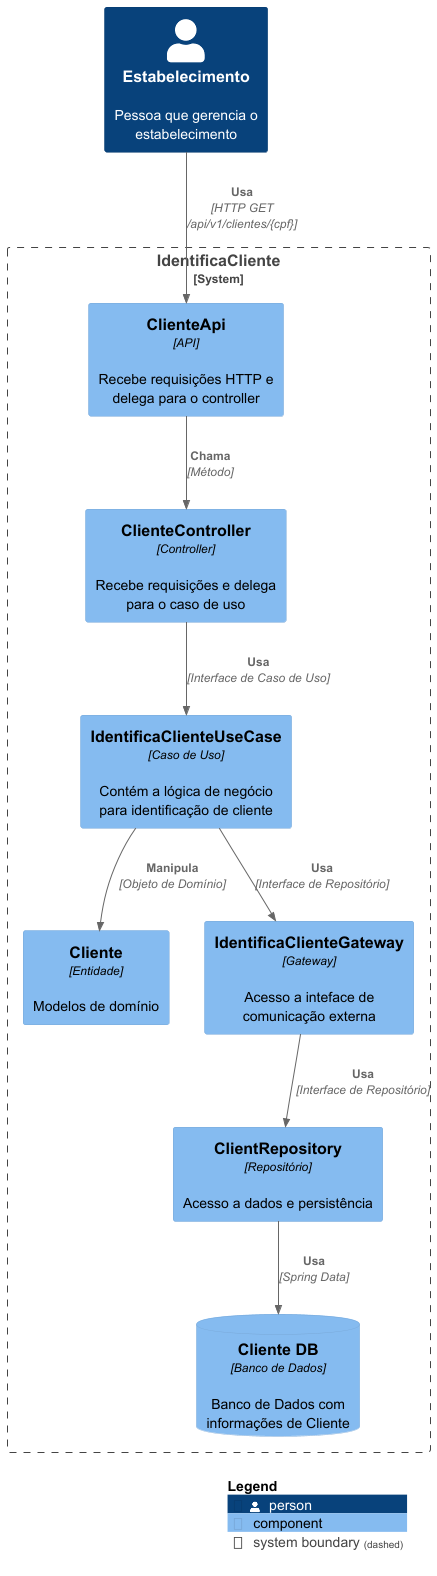 Estabelecimento
Pessoa que gerencia o
estabelecimento
Usa
[HTTP GET
/api/v1/clientes/{cpf}]
IdentificaCliente
[System]
ClienteApi
[API]
Recebe requisições HTTP e
delega para o controller
Chama
[Método]
ClienteController
[Controller]
Recebe requisições e delega
para o caso de uso
Usa
[Interface de Caso de Uso]
IdentificaClienteUseCase
[Caso de Uso]
Contém a lógica de negócio
para identificação de cliente
Manipula
[Objeto de Domínio]
Usa
[Interface de Repositório]
Cliente
[Entidade]
Modelos de domínio
IdentificaClienteGateway
[Gateway]
Acesso a inteface de
comunicação externa
Usa
[Interface de Repositório]
ClientRepository
[Repositório]
Acesso a dados e persistência
Usa
[Spring Data]
Cliente DB
[Banco de Dados]
Banco de Dados com
informações de Cliente
Legend
person
component
system boundary (dashed)